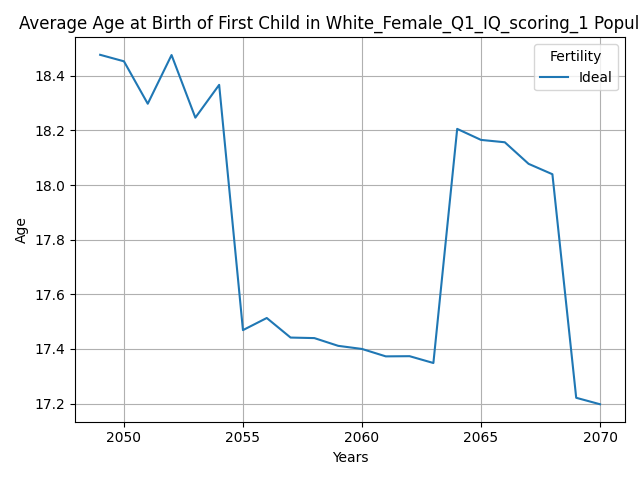 Average Age at Birth of First Child in White_Female_Q1_IQ_scoring_1 Popul
Fertility
Ideal
18.4
18.2
18.0
17.8
17.6
17.4
17.2
Age
2050 2055 2060 2065 2070
Years